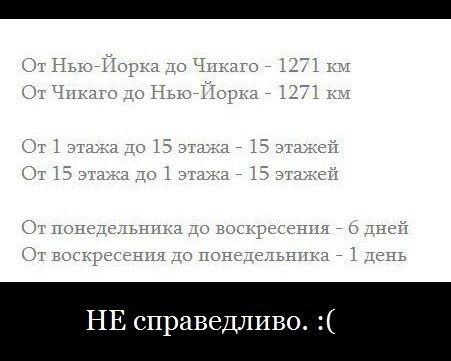 От Нью-Йорка до Чикаго - 1271 км
От Чикаго до Нью-Йорка - 1271 км
От 1 этажа до 15 этажа - 15 этажей
От 15 этажа до 1 этажа - 15 этажей
От понедельника до воскресения - 6 дней
От воскресения до понедельника - 1 день
НЕ справедливо. :(